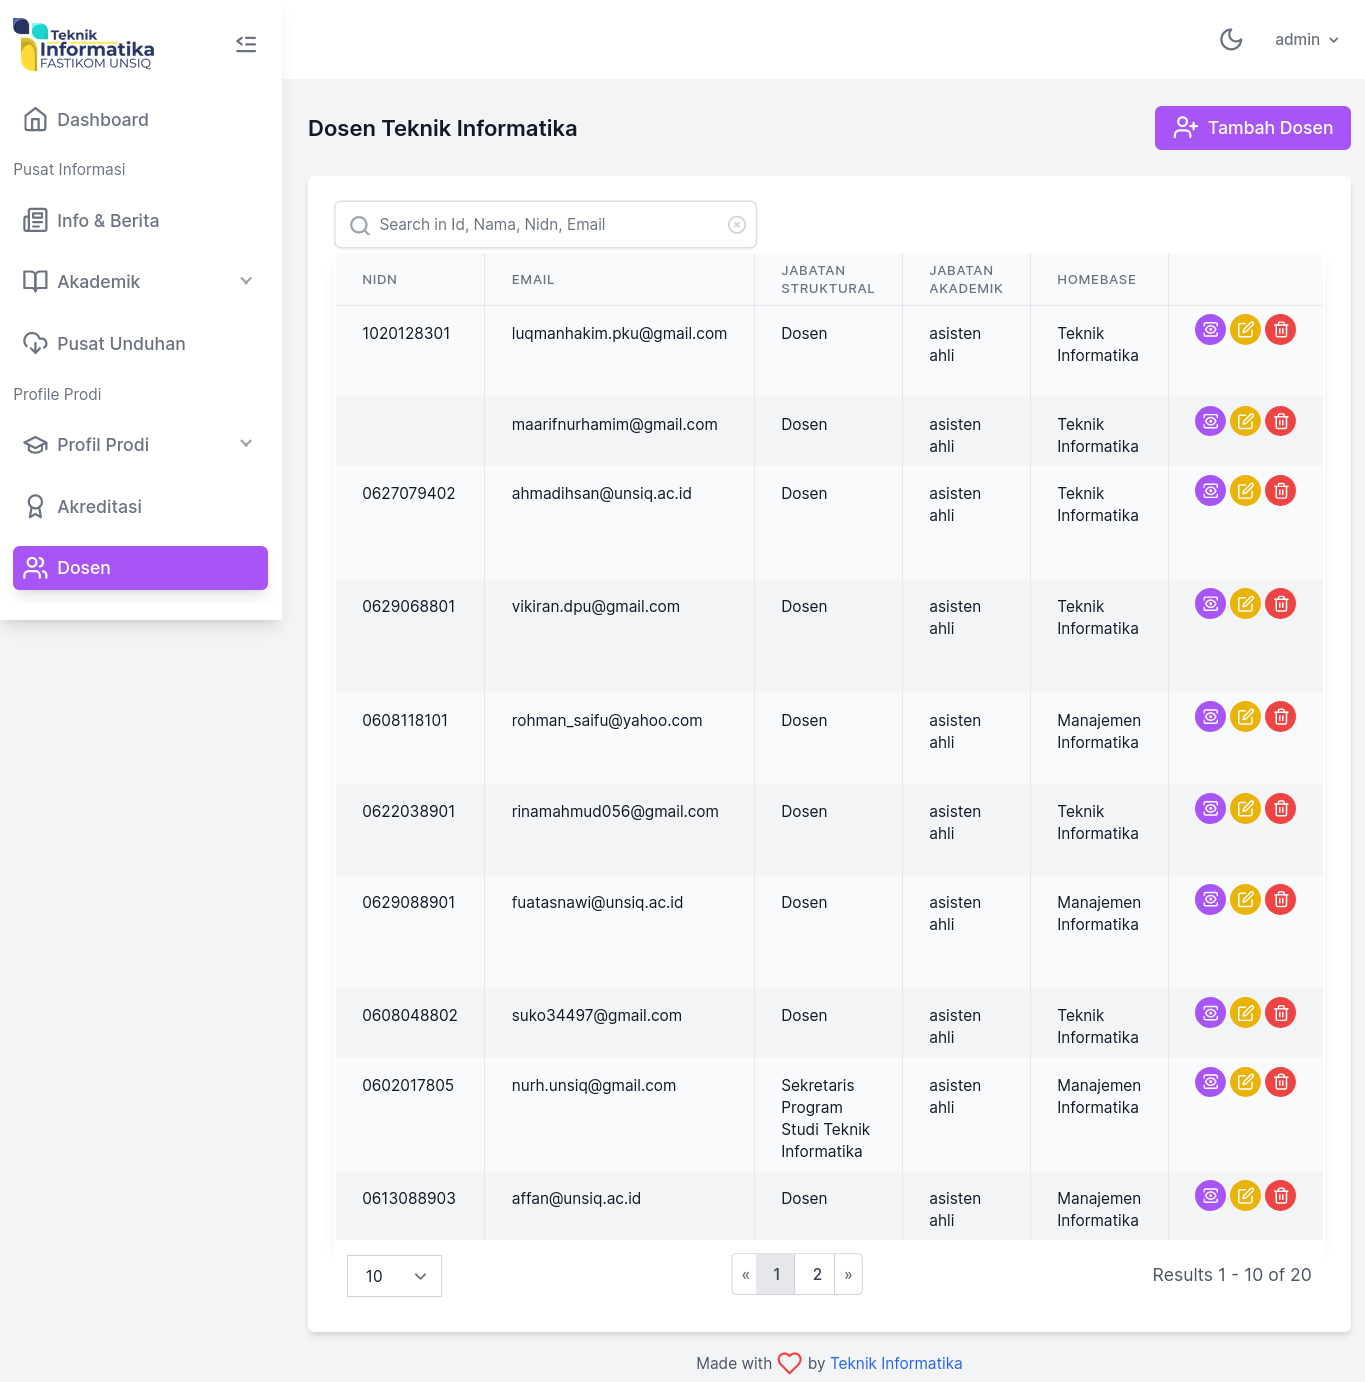 Teknik
Informatika
FASTIKOM UNSIQ
admin
Dashboard
Pusat Informasi
Info & Berita
Akademik
Pusat Unduhan
Profile Prodi
Profil Prodi
Akreditasi
Dosen
Dosen Teknik Informatika
Tambah Dosen
Search in Id, Nama, Nidn, Email
NIDN EMAIL JABATAN STRUKTURAL JABATAN AKADEMIK HOMEBASE
1020128301 luqmanhakim.pku@gmail.com Dosen asisten ahli Teknik Informatika
maarifnurhamim@gmail.com Dosen asisten ahli Teknik Informatika
0627079402 ahmadihsan@unsiq.ac.id Dosen asisten ahli Teknik Informatika
0629068801 vikiran.dpu@gmail.com Dosen asisten ahli Teknik Informatika
0608118101 rohman_saifu@yahoo.com Dosen asisten ahli Manajemen Informatika
0622038901 rinamahmud056@gmail.com Dosen asisten ahli Teknik Informatika
0629088901 fuatasnawi@unsiq.ac.id Dosen asisten ahli Manajemen Informatika
0608048802 suko34497@gmail.com Dosen asisten ahli Teknik Informatika
0602017805 nurh.unsiq@gmail.com Sekretaris Program Studi Teknik Informatika asisten ahli Manajemen Informatika
0613088903 affan@unsiq.ac.id Dosen asisten ahli Manajemen Informatika
10
« 1 2 »
Results 1 - 10 of 20
Made with by Teknik Informatika